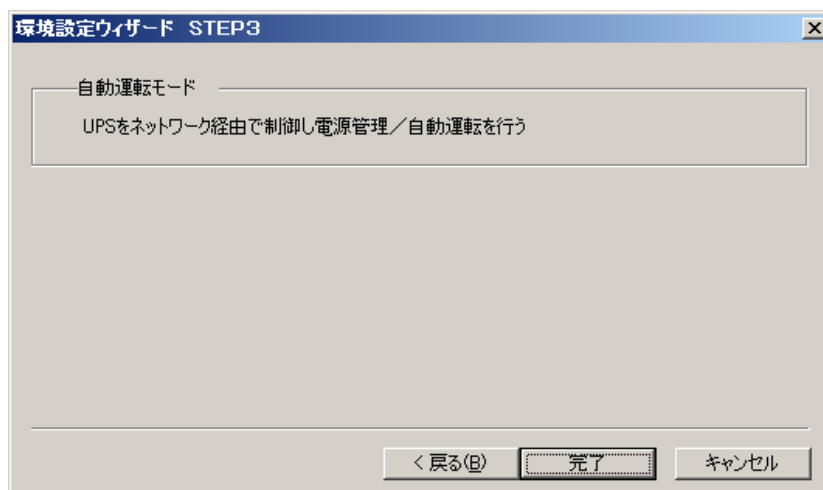 環境設定ウィザード STEP3
自動運転モード
UPSをネットワーク経由で制御し電源管理／自動運転を行う
< 戻る(B)
完了
キャンセル